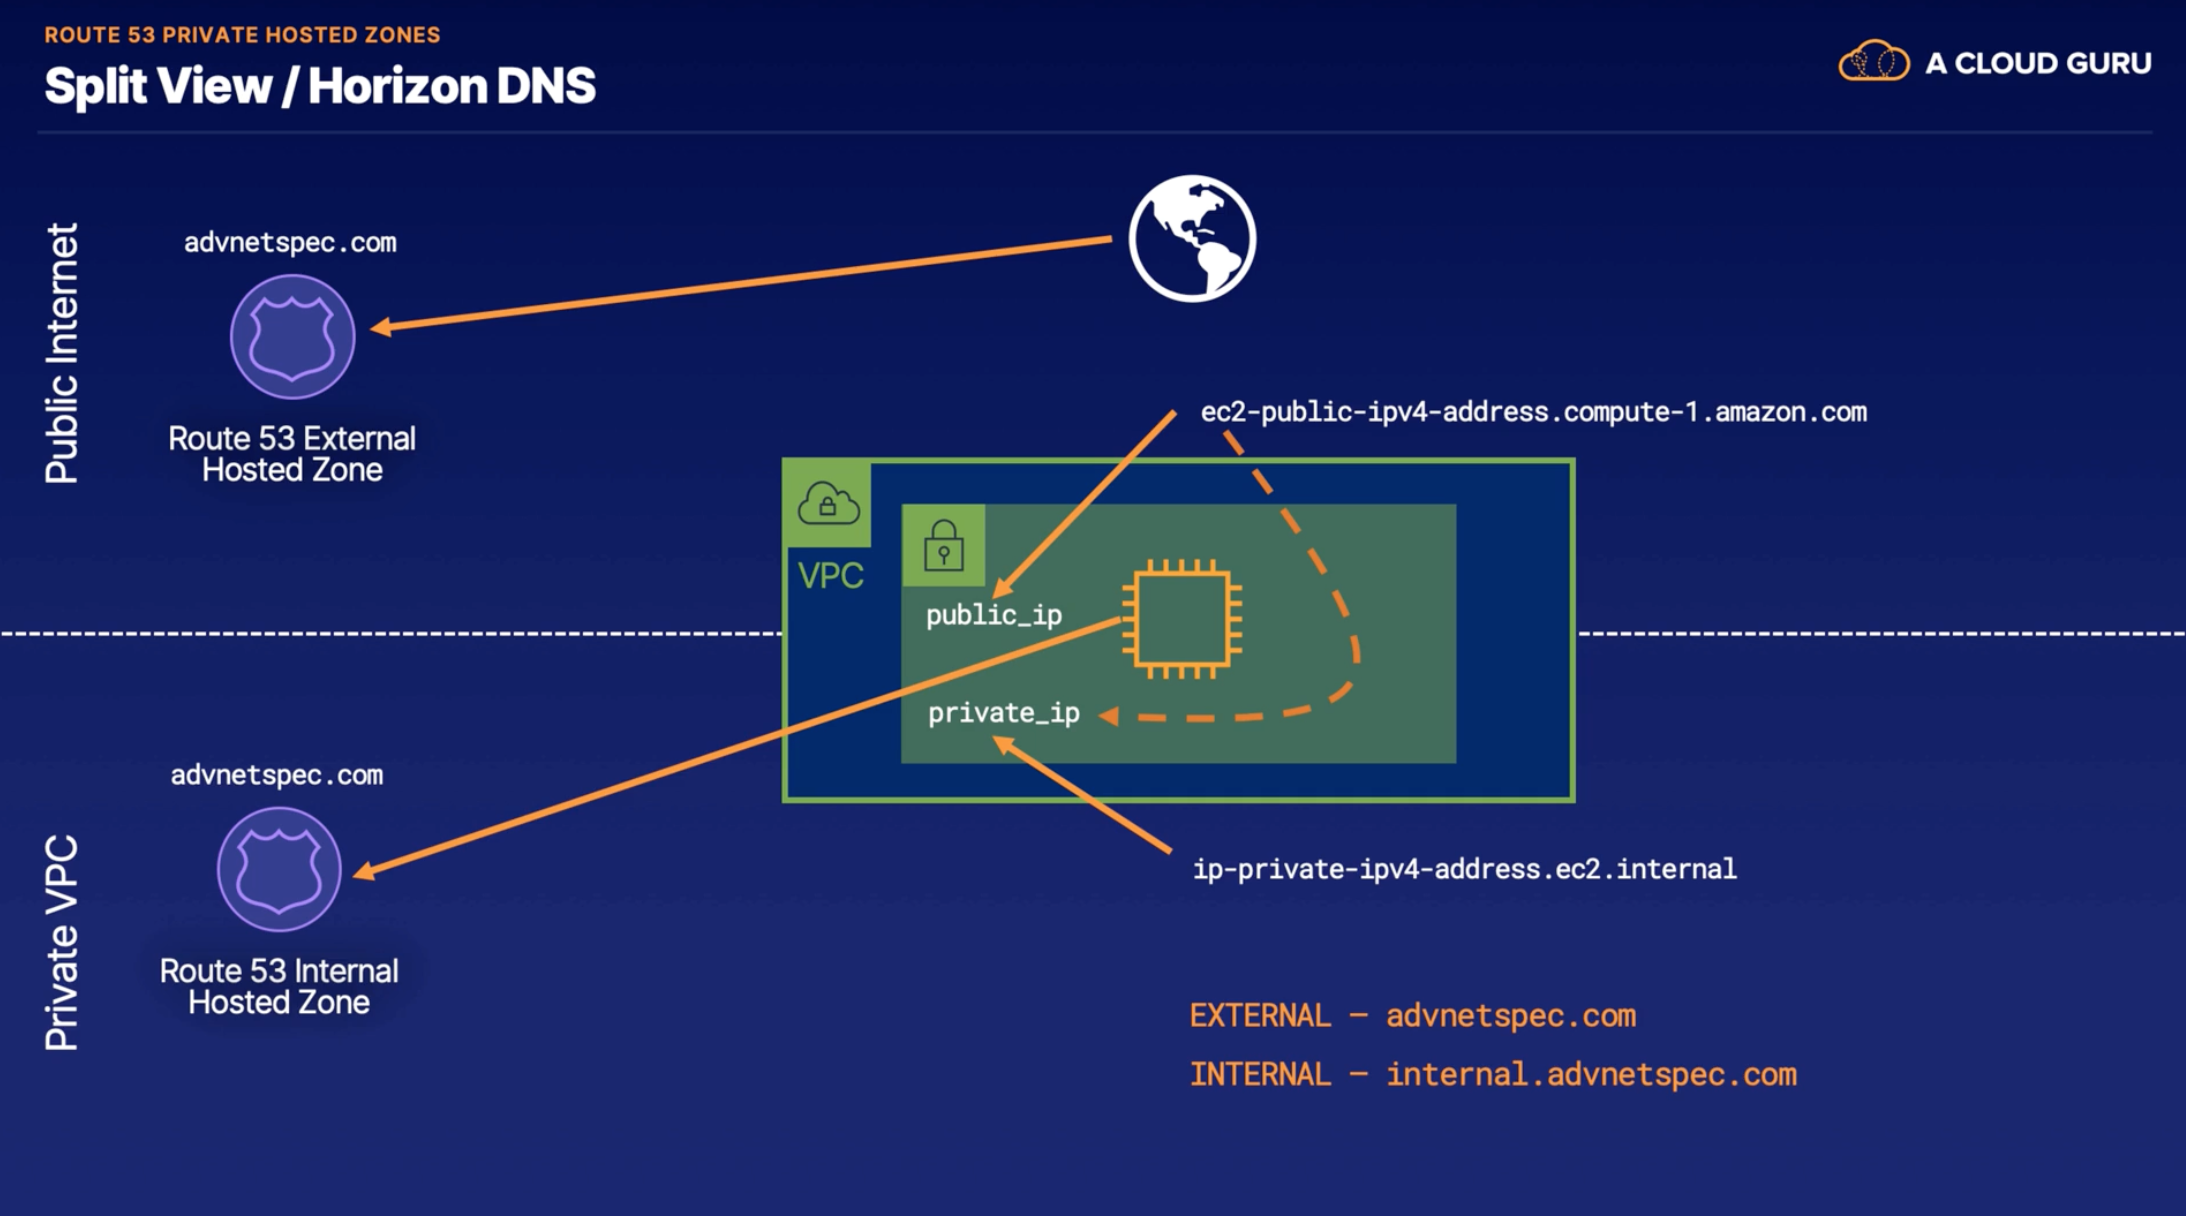 ROUTE 53 PRIVATE HOSTED ZONES
Split View / Horizon DNS
A CLOUD GURU
Public Internet
advnetspec.com
Route 53 External
Hosted Zone
ec2-public-ipv4-address.compute-1.amazon.com
VPC
public_ip
private_ip
Private VPC
advnetspec.com
Route 53 Internal
Hosted Zone
ip-private-ipv4-address.ec2.internal
EXTERNAL – advnetspec.com
INTERNAL – internal.advnetspec.com